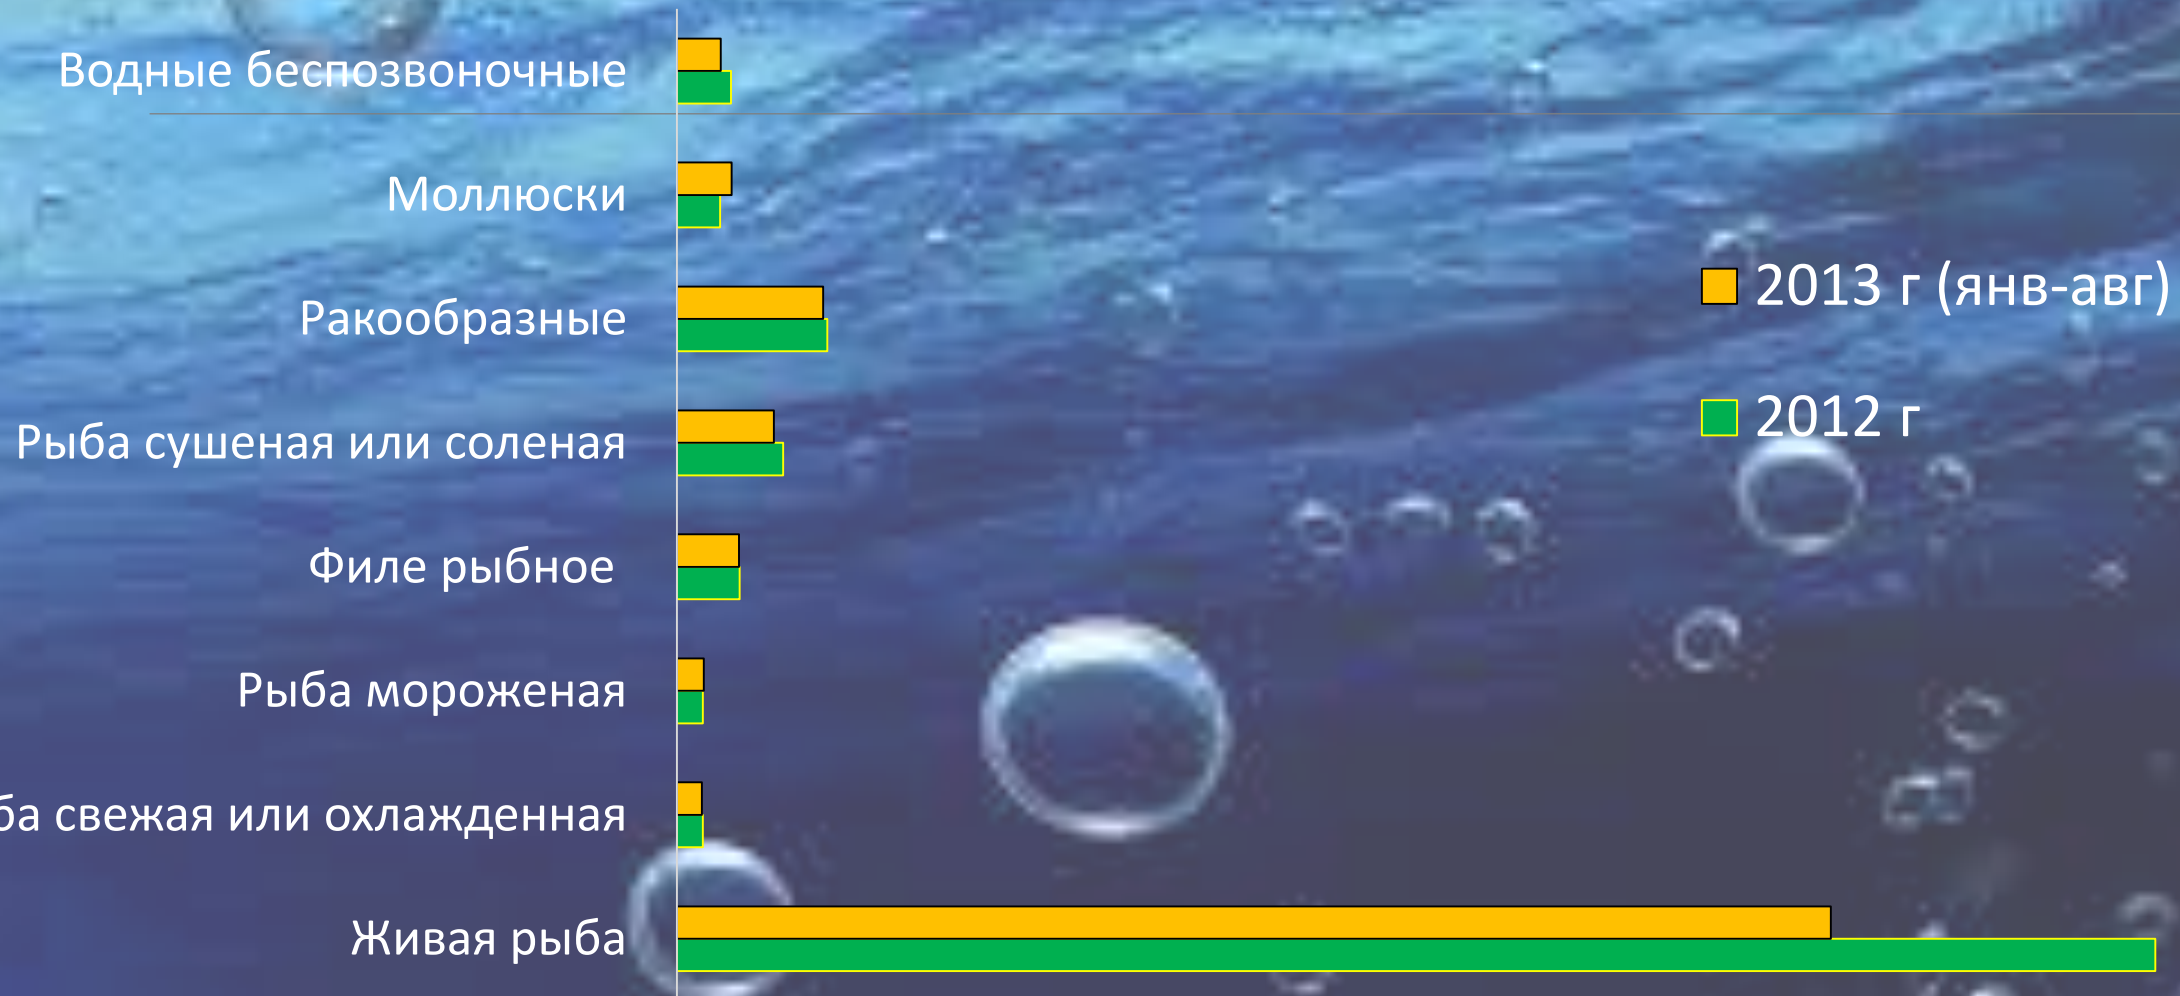 Водные беспозвоночные
Моллюски
Ракообразные
Рыба сушеная или соленая
Филе рыбное
Рыба мороженая
свежая или охлажденная
Живая рыба
2013 г (янв-авг)
2012 г